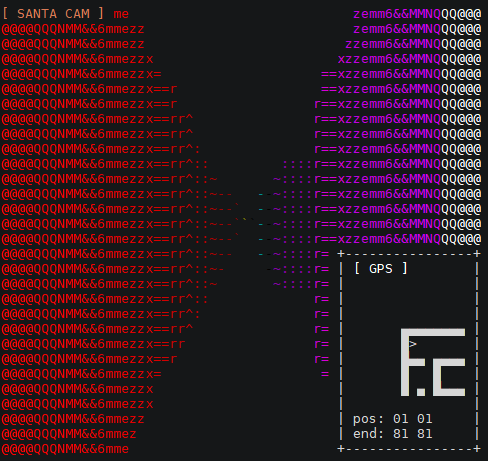 [ SANTA CAM ] me zemm6&&MMNQQQ@@@
@@@@QQQNMM&&6mmezz zemm6&&MMNQQQ@@@
@@@@QQQNMM&&6mmezz zzemm6&&MMNQQQ@@@
@@@@QQQNMM&&6mmezzx xzzemm6&&MMNQQQ@@@
@@@@QQQNMM&&6mmezzx= ==xzzemm6&&MMNQQQ@@@
@@@@QQQNMM&&6mmezzx==r ==xzzemm6&&MMNQQQ@@@
@@@@QQQNMM&&6mmezzx==r r==xzzemm6&&MMNQQQ@@@
@@@@QQQNMM&&6mmezzx==rr^ r==xzzemm6&&MMNQQQ@@@
@@@@QQQNMM&&6mmezzx==rr^ r==xzzemm6&&MMNQQQ@@@
@@@@QQQNMM&&6mmezzx==rr^: r==xzzemm6&&MMNQQQ@@@
@@@@QQQNMM&&6mmezzx==rr^:: ::::r==xzzemm6&&MMNQQQ@@@
@@@@QQQNMM&&6mmezzx==rr^::~ ~::::r==xzzemm6&&MMNQQQ@@@
@@@@QQQNMM&&6mmezzx==rr^::~-- - -~::::r==xzzemm6&&MMNQQQ@@@
@@@@QQQNMM&&6mmezzx==rr^::~-- - -~::::r==xzzemm6&&MMNQQQ@@@
@@@@QQQNMM&&6mmezzx==rr^::~-- - -~::::r==xzzemm6&&MMNQQQ@@@
@@@@QQQNMM&&6mmezzx==rr^::~-- - -~::::r==xzzemm6&&MMNQQQ@@@
@@@@QQQNMM&&6mmezzx==rr^::~-- - -~::::r= +----------------+
@@@@QQQNMM&&6mmezzx==rr^::~- -~::::r= | [ GPS ] |
@@@@QQQNMM&&6mmezzx==rr^::~ ~::::r= | |
@@@@QQQNMM&&6mmezzx==rr^:: r= | |
@@@@QQQNMM&&6mmezzx==rr^: r= | |
@@@@QQQNMM&&6mmezzx==rr^ r= | |
@@@@QQQNMM&&6mmezzx==rr r= | > |
@@@@QQQNMM&&6mmezzx==r r= | |
@@@@QQQNMM&&6mmezzx= = | |
@@@@QQQNMM&&6mmezzx | . |
@@@@QQQNMM&&6mmezzx | |
@@@@QQQNMM&&6mmezz | pos: 01 01 |
@@@@QQQNMM&&6mmez | end: 81 81 |
@@@@QQQNMM&&6mme +----------------+